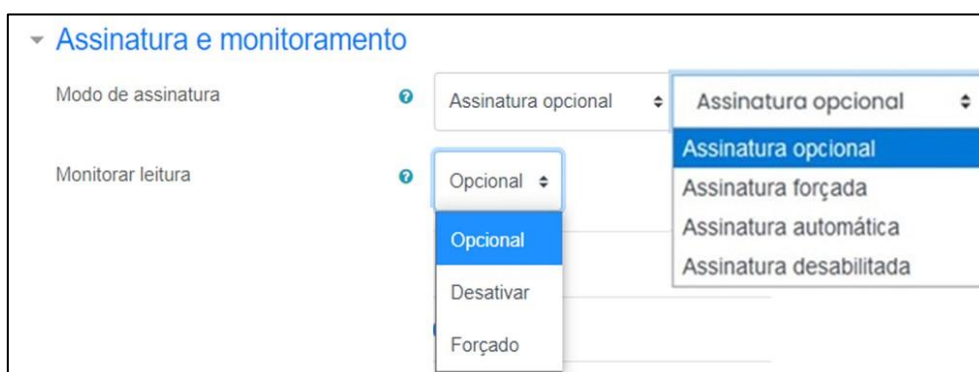 Assinatura e monitoramento
Modo de assinatura
Assinatura opcional
Assinatura opcional
Assinatura opcional
Assinatura forçada
Assinatura automática
Assinatura desabilitada
Monitorar leitura
Opcional
Opcional
Desativar
Forçado